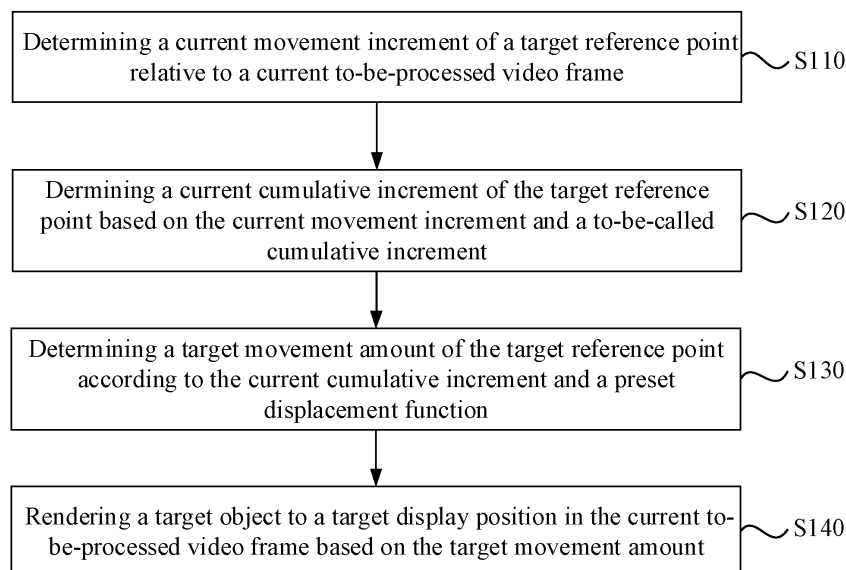 Determining a current movement increment of a target reference point
relative to a current to-be-processed video frame
S110
Dermining a current cumulative increment of the target reference
point based on the current movement increment and a to-be-called
cumulative increment
S120
Determining a target movement amount of the target reference point
according to the current cumulative increment and a preset
displacement function
S130
Rendering a target object to a target display position in the current to-
be-processed video frame based on the target movement amount
S140